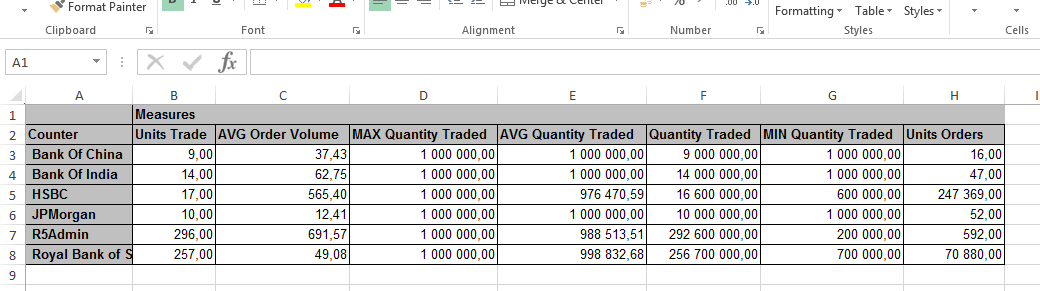 Format Painter B I U A Merge & Center % .00 →.0 Formatting Table Styles
Clipboard Font Alignment Number Styles Cells
A1 fx
A B C D E F G H I
1 Measures
2 Counter Units Trade AVG Order Volume MAX Quantity Traded AVG Quantity Traded Quantity Traded MIN Quantity Traded Units Orders
3 Bank Of China 9,00 37,43 1 000 000,00 1 000 000,00 9 000 000,00 1 000 000,00 16,00
4 Bank Of India 14,00 62,75 1 000 000,00 1 000 000,00 14 000 000,00 1 000 000,00 47,00
5 HSBC 17,00 565,40 1 000 000,00 976 470,59 16 600 000,00 600 000,00 247 369,00
6 JPMorgan 10,00 12,41 1 000 000,00 1 000 000,00 10 000 000,00 1 000 000,00 52,00
7 R5Admin 296,00 691,57 1 000 000,00 988 513,51 292 600 000,00 200 000,00 592,00
8 Royal Bank of S 257,00 49,08 1 000 000,00 998 832,68 256 700 000,00 700 000,00 70 880,00
9